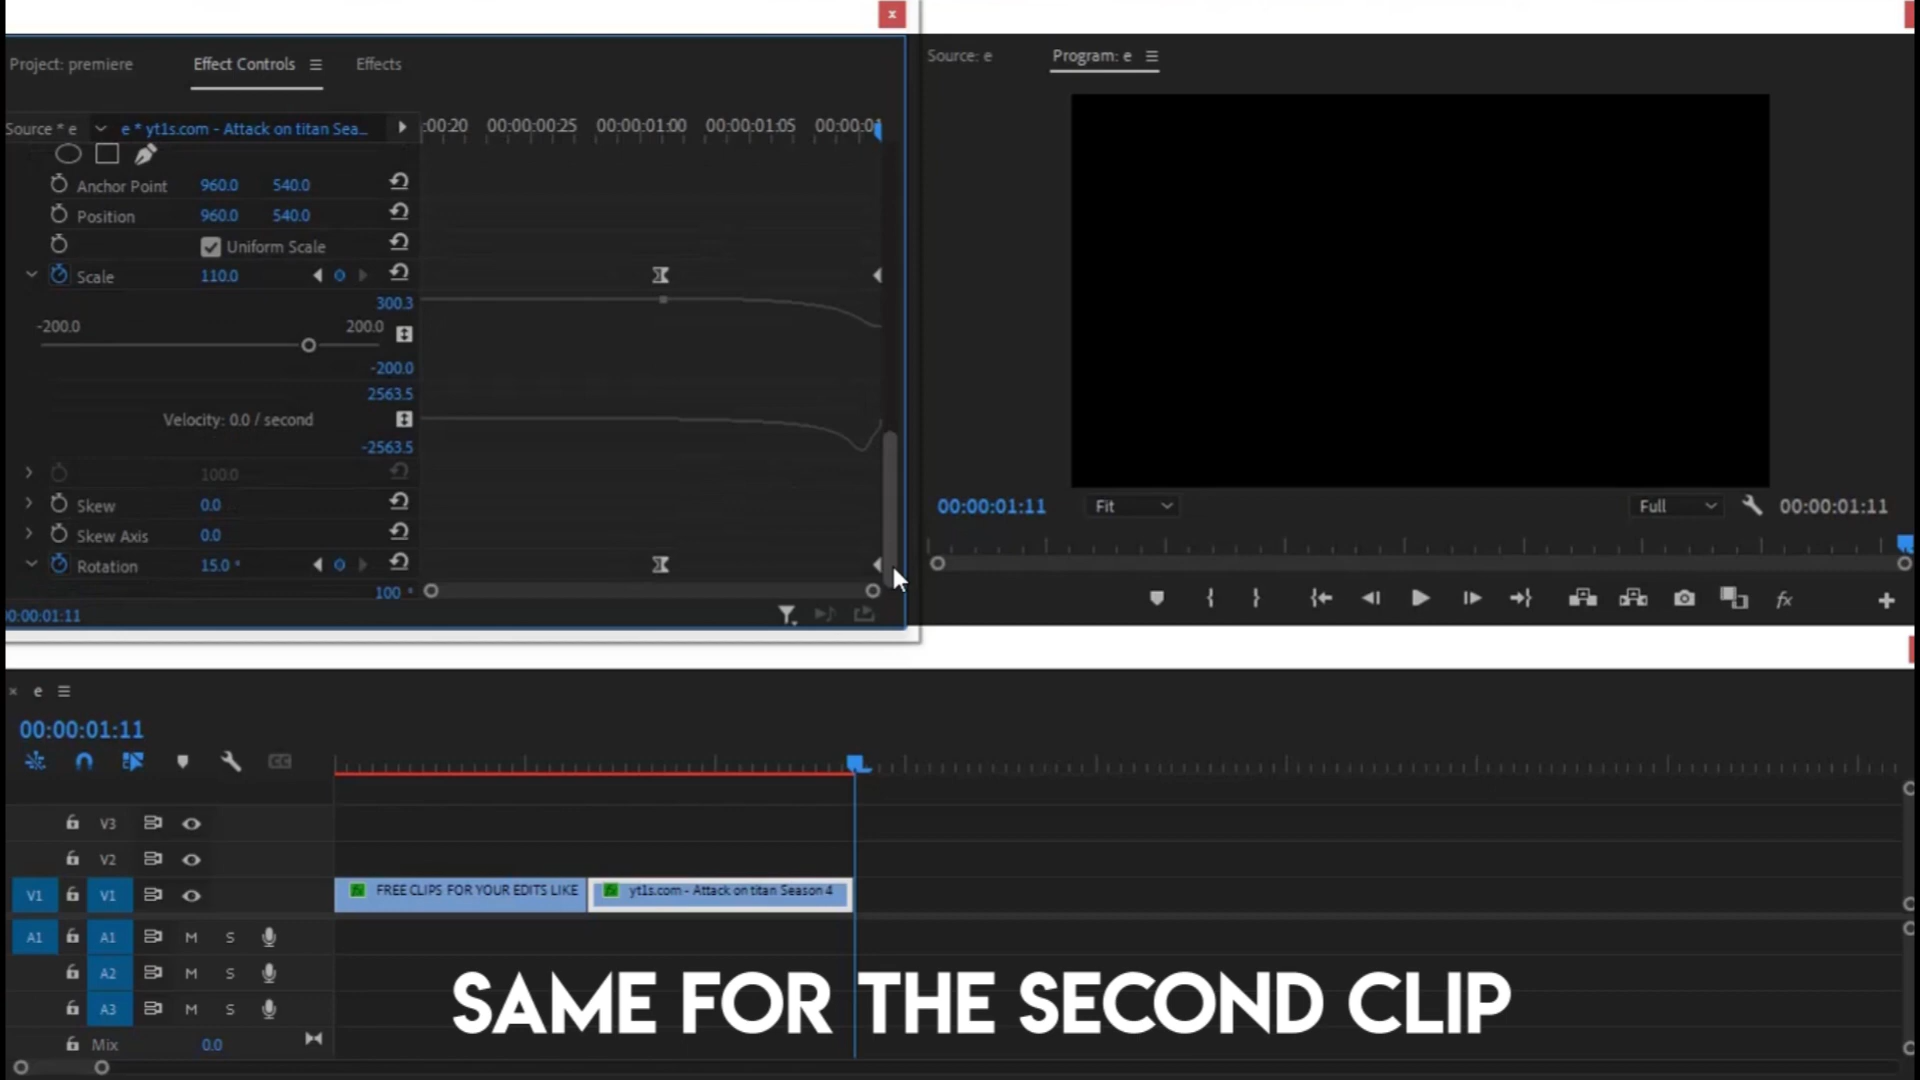 Project: premiere
Effect Controls
Effects
Source * e
e * yt1s.com - Attack on titan Sea...
:00:20
00:00:00:25
00:00:01:00
00:00:01:05
Anchor Point 960.0 540.0
Position 960.0 540.0
Uniform Scale
Scale 110.0
300.3
-200.0 200.0
-200.0
2563.5
Velocity: 0.0 / second
-2563.5
100.0
Skew 0.0
Skew Axis 0.0
Rotation 15.0 °
100 °
00:00:01:11
Source: e
Program: e
00:00:01:11
Fit
Full
00:00:01:11
fx
× e
00:00:01:11
CC
V3
V2
V1 V1
fx FREE CLIPS FOR YOUR EDITS LIKE
fx yt1s.com - Attack on titan Season 4
A1 A1 M S
A2 M S
A3 M S
Mix 0.0
SAME FOR THE SECOND CLIP